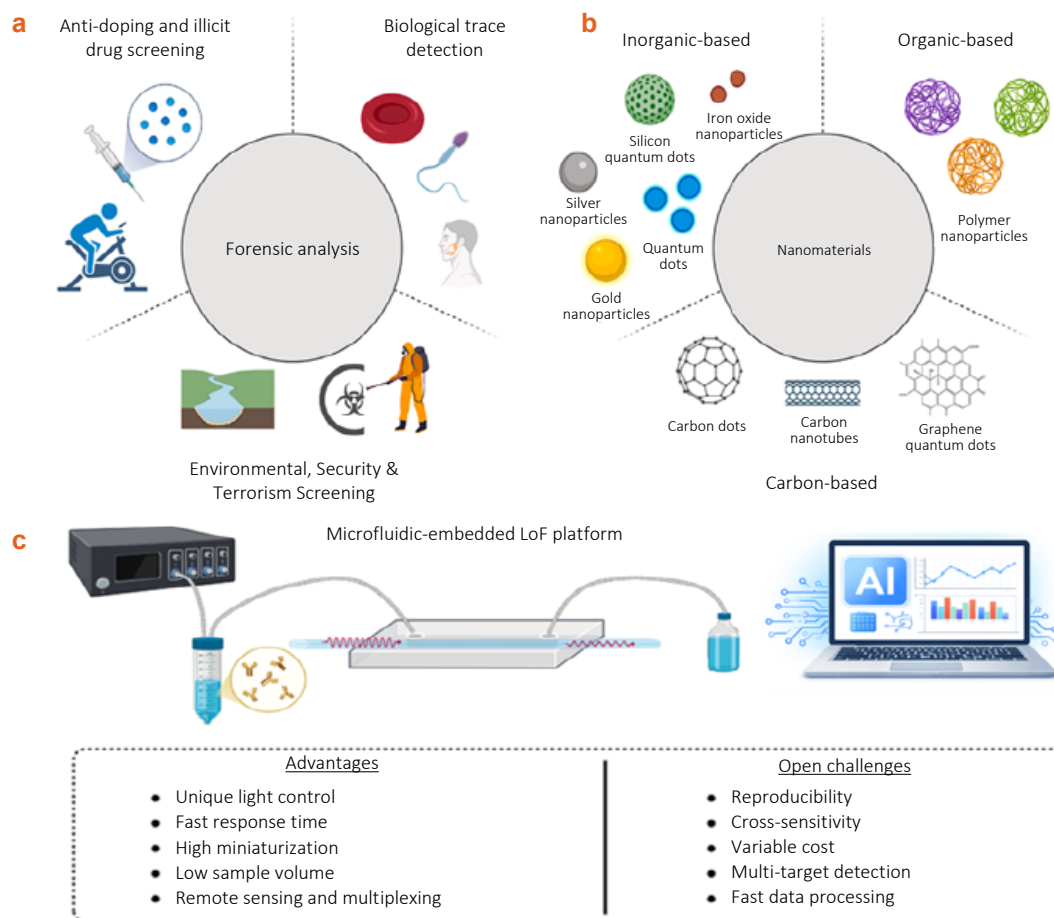 a
Anti-doping and illicit
drug screening
Biological trace
detection
Forensic analysis
Environmental, Security &
Terrorism Screening
b
Inorganic-based
Organic-based
Silicon
quantum dots
Iron oxide
nanoparticles
Silver
nanoparticles
Quantum
dots
Gold
nanoparticles
Polymer
nanoparticles
Nanomaterials
Carbon dots
Carbon
nanotubes
Graphene
quantum dots
Carbon-based
c
Microfluidic-embedded LoF platform
AI
Advantages
● Unique light control
● Fast response time
● High miniaturization
● Low sample volume
● Remote sensing and multiplexing
Open challenges
● Reproducibility
● Cross-sensitivity
● Variable cost
● Multi-target detection
● Fast data processing